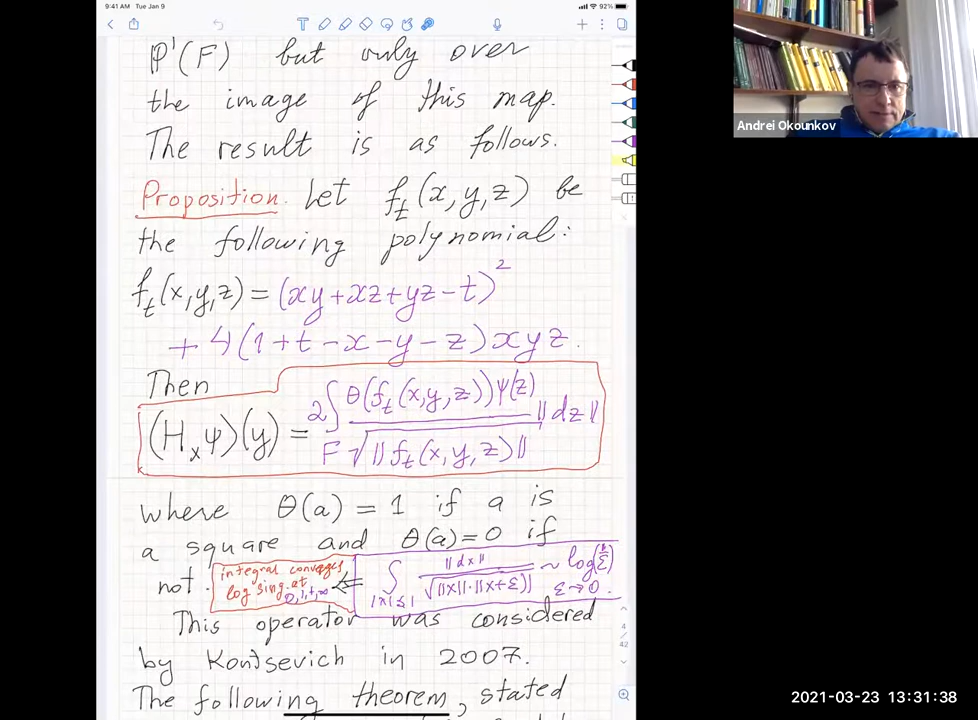 9:41 AM Tue Jan 9
92%
ℙ¹(F) but only over
the image of this map.
The result is as follows.
Proposition. Let f_t(x,y,z) be
the following polynomial:
f_t(x,y,z) = (xy+xz+yz-t)²
+ 4(1+t-x-y-z)xyz.
Then
(H_x ψ)(y) = 2∫_F θ(f_t(x,y,z))ψ(z) / √‖f_t(x,y,z)‖ ‖dz‖
where θ(a) = 1 if a is
a square and θ(a)=0 if
not.
integral converges
log sing. at
0,1,t,∞
⇐ ∫_{|x|≤1} ‖dx‖ / √(‖x‖·‖x+ε‖) ~ log(1/ε)
ε→0.
This operator was considered
by Kontsevich in 2007.
The following theorem, stated
4
/
42
Andrei Okounkov
2021-03-23 13:31:38